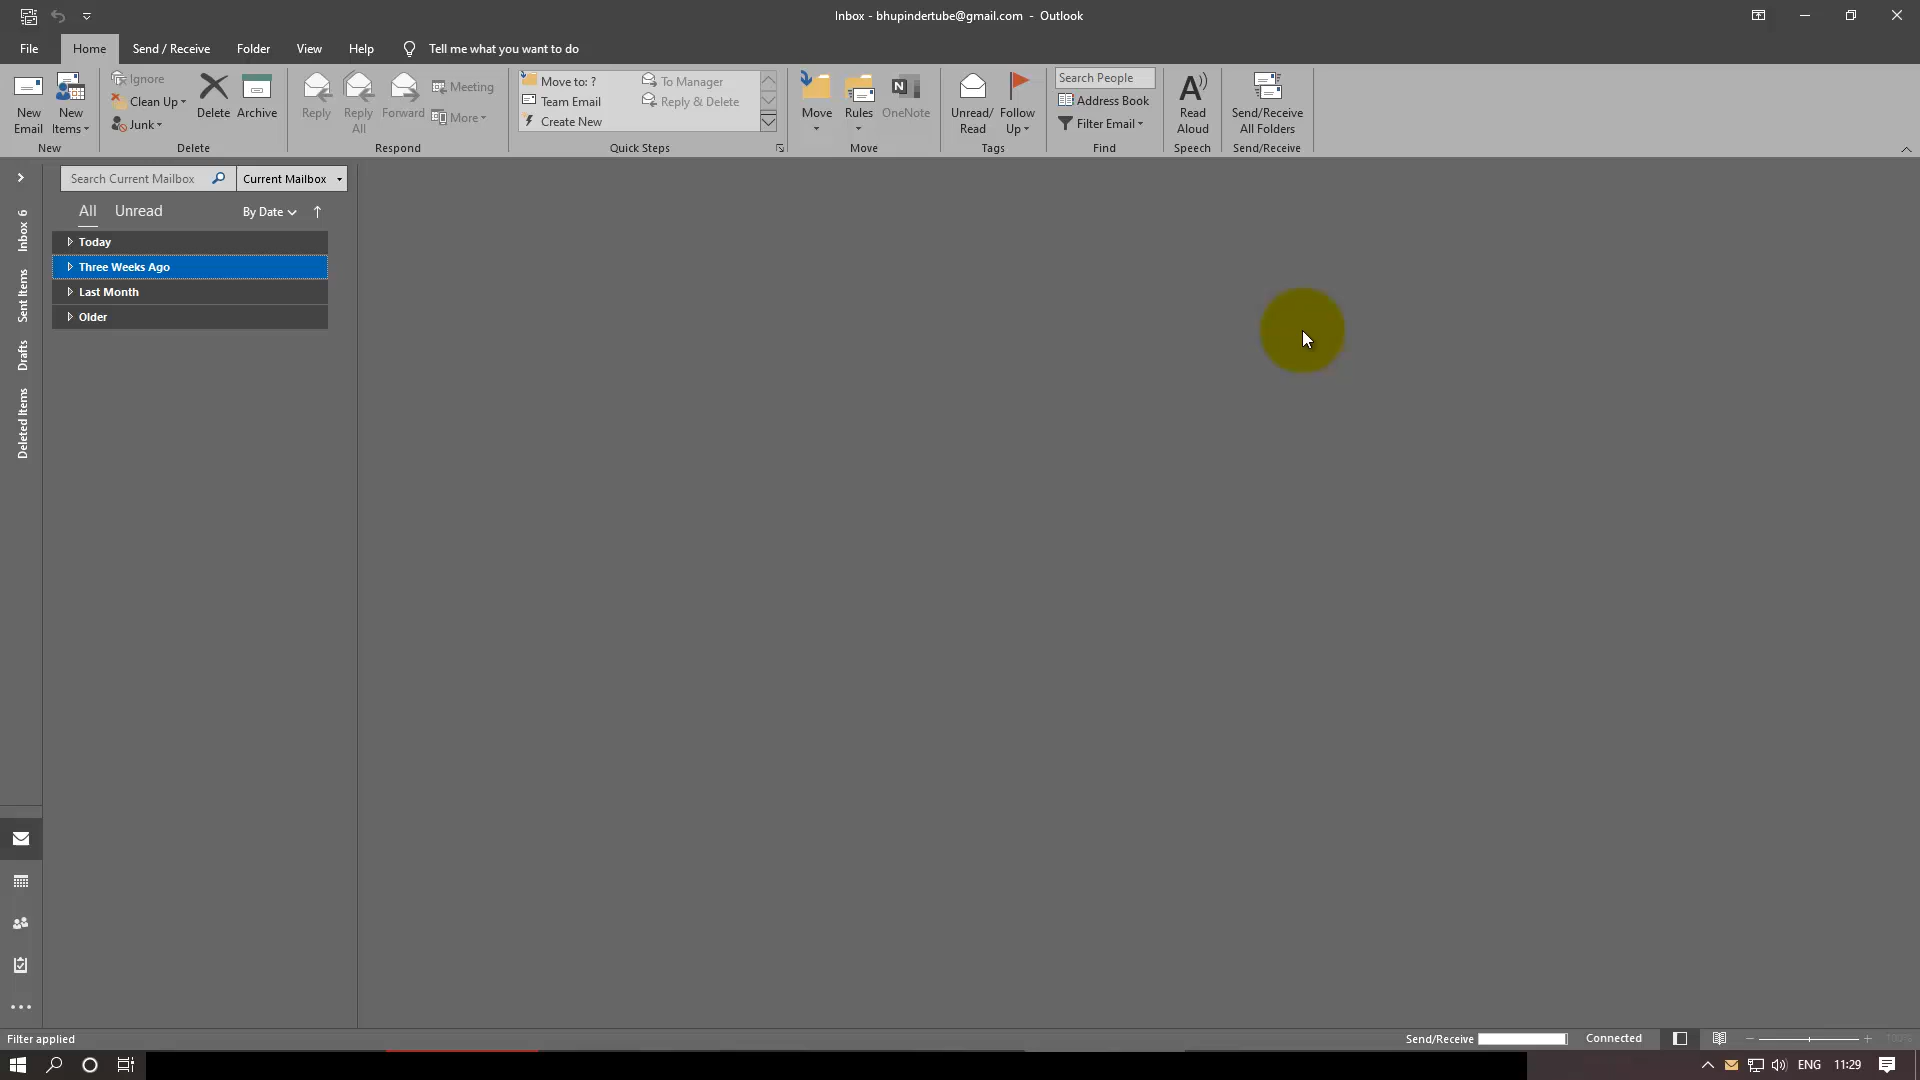 Inbox - bhupindertube@gmail.com - Outlook
File Home Send / Receive Folder View Help Tell me what you want to do
New Email
New Items
New
Ignore
Clean Up
Junk
Delete
Archive
Delete
Reply
Reply All
Forward
Meeting
More
Respond
Move to: ?
Team Email
Create New
To Manager
Reply & Delete
Quick Steps
Move
Rules
N
OneNote
Move
Unread/ Read
Follow Up
Tags
Search People
Address Book
Filter Email
Find
A
Read Aloud
Speech
Send/Receive All Folders
Send/Receive
Search Current Mailbox
Current Mailbox
All Unread By Date
Today
Three Weeks Ago
Last Month
Older
Inbox 6
Sent Items
Drafts
Deleted Items
Filter applied
Send/Receive
Connected
ENG
11:29